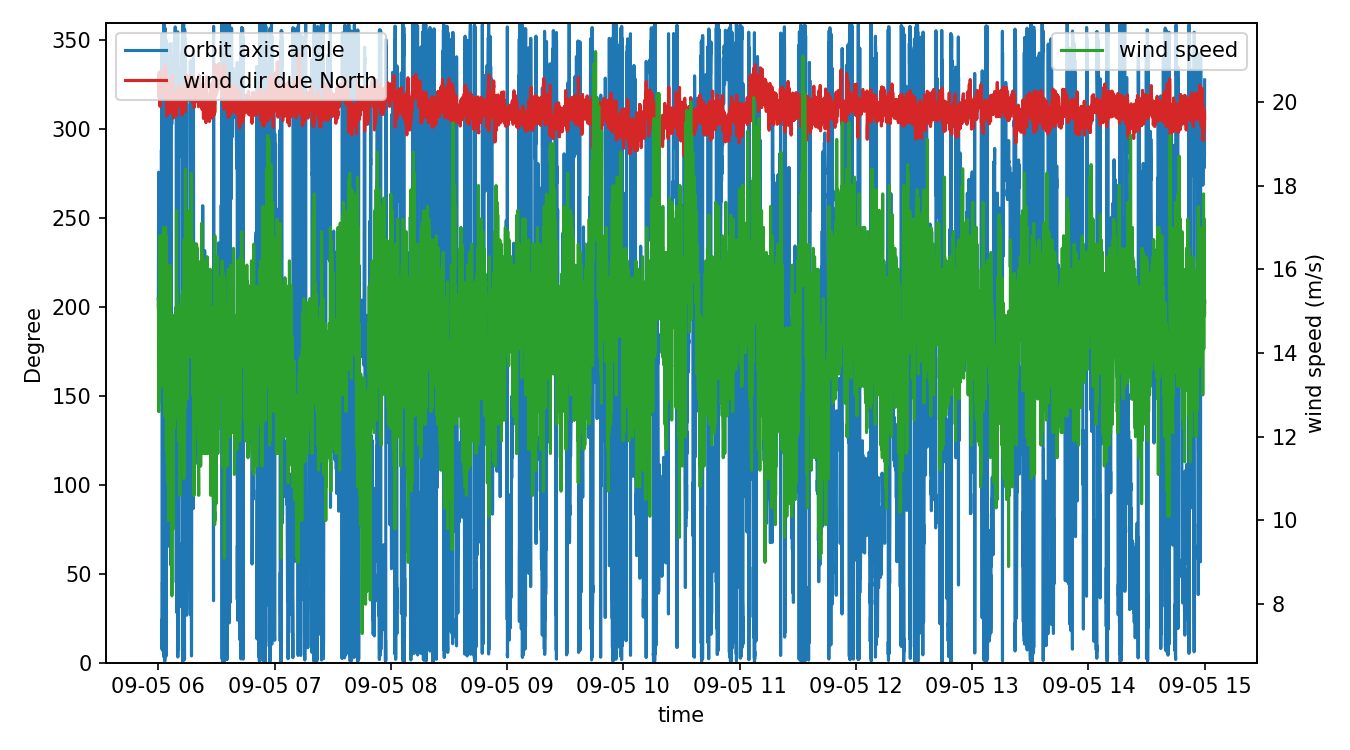 orbit axis angle
wind dir due North
wind speed
350
300
250
200
150
100
50
0
Degree
20
18
16
14
12
10
8
wind speed (m/s)
09-05 06 09-05 07 09-05 08 09-05 09 09-05 10 09-05 11 09-05 12 09-05 13 09-05 14 09-05 15
time